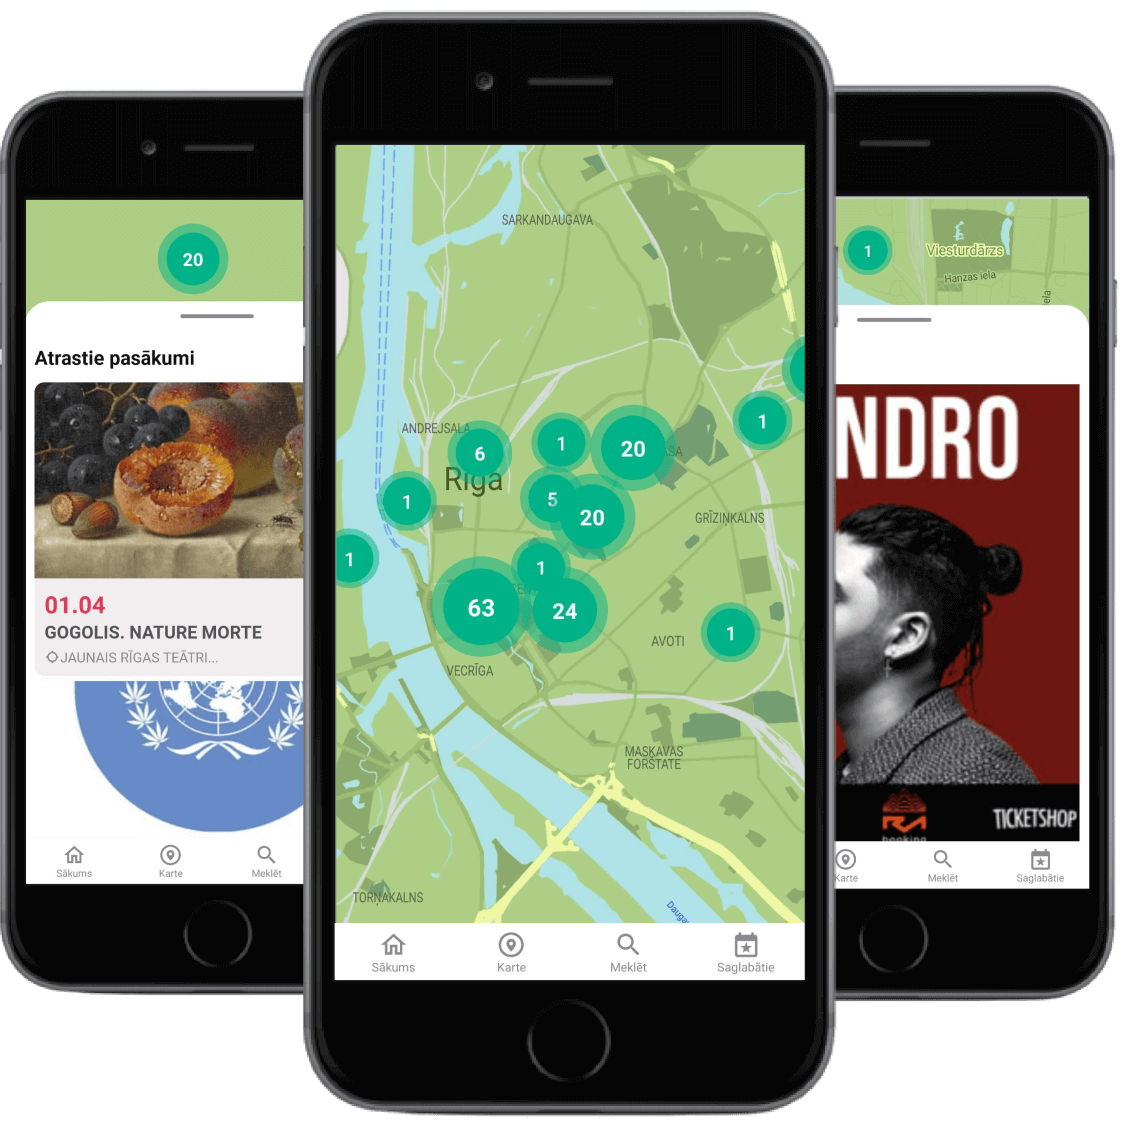 20
Atrastie pasākumi
01.04
GOGOLIS. NATURE MORTE
JAUNAIS RĪGAS TEĀTRI...
Sākums
Karte
Meklēt
SARKANDAUGAVA
ANDREJSALA
6
1
20
1
Rīga
1
5
20
GRĪZIŅKALNS
1
1
63
24
AVOTI
1
VECRĪGA
MASKAVAS
FORŠTATE
TORŅAKALNS
Sākums
Karte
Meklēt
Saglabātie
1
Viesturdārzs
Hanzas iela
NDRO
RA
booking
TICKETSHOP
Karte
Meklēt
Saglabātie